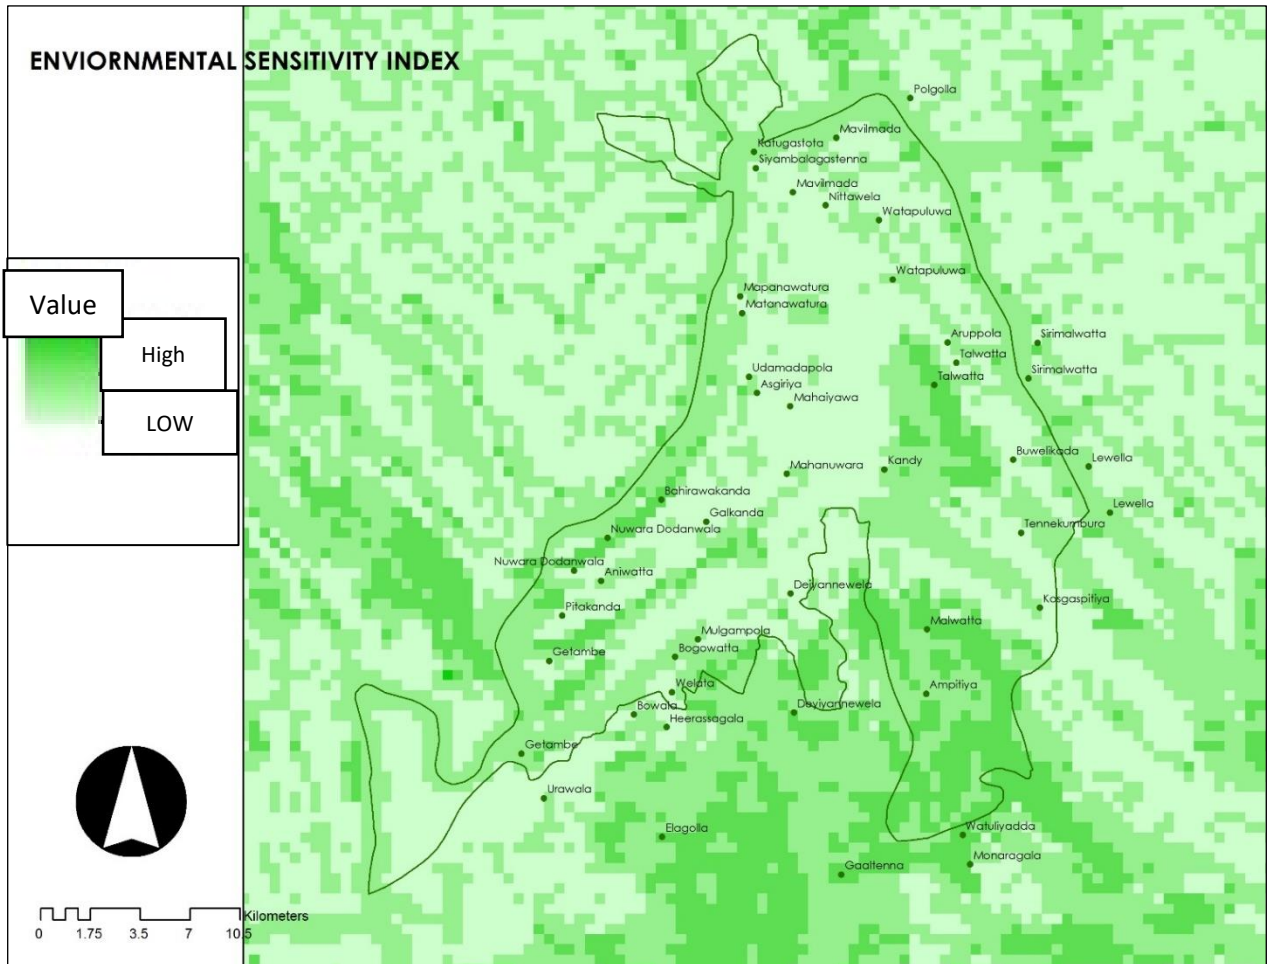 ENVIORNMENTAL SENSITIVITY INDEX
Value
High
LOW
Kilometers
0 1.75 3.5 7 10.5
Polgolla
Mavilmada
Katugastota
Siyambalagastenna
Mavilmada
Nittawela
Watapuluwa
Watapuluwa
Mapanawatura
Matanawatura
Aruppola
Sirimalwatta
Talwatta
Sirimalwatta
Talwatta
Udamadapola
Asgiriya
Mahaiyawa
Buwelikada
Lewella
Kandy
Mahanuwara
Bahirawakanda
Lewella
Galkanda
Tennekumbura
Nuwara Dodanwala
Nuwara Dodanwala
Aniwatta
Deiyannewela
Kosgaspitiya
Pitakanda
Malwatta
Mulgampola
Bogowatta
Getambe
Ampitiya
Welata
Bowala
Deviyannewela
Heerassagala
Getambe
Urawala
Elagolla
Watuliyadda
Monaragala
Gaaltenna